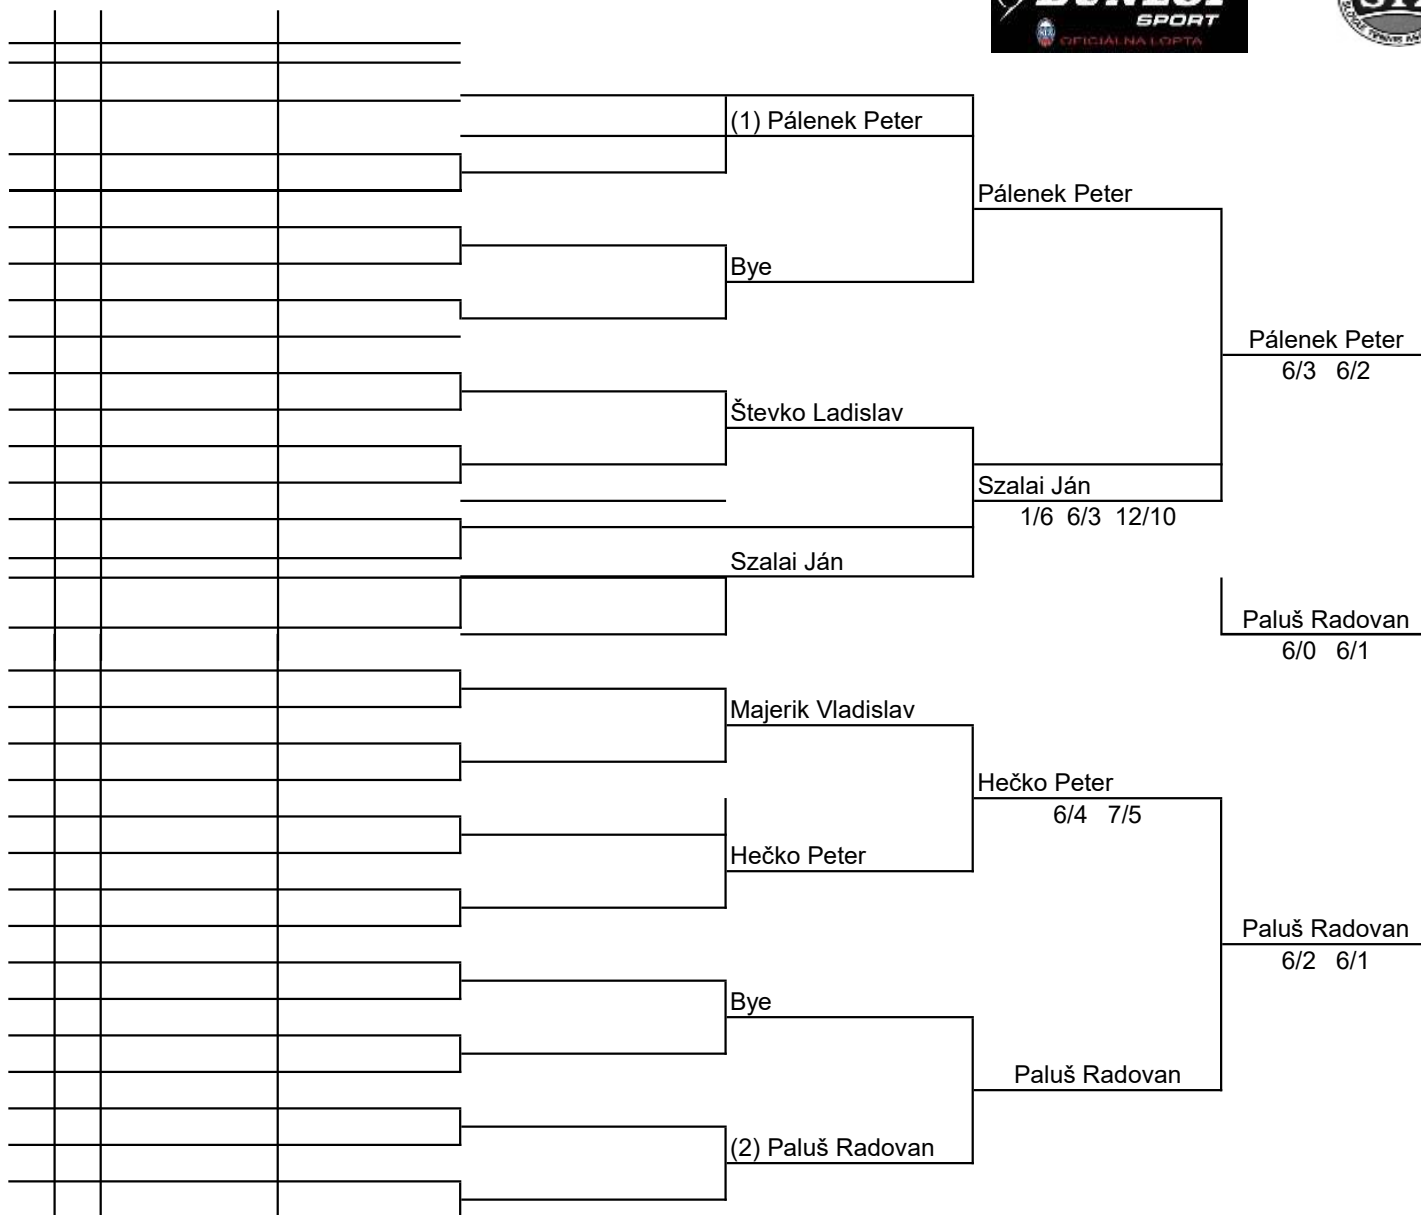 SPORT
OFICIÁLNA LOPTA
(1) Pálenek Peter
Pálenek Peter
Bye
Pálenek Peter
6/3 6/2
Števko Ladislav
Szalai Ján
1/6 6/3 12/10
Szalai Ján
Paluš Radovan
6/0 6/1
Majerik Vladislav
Hečko Peter
6/4 7/5
Hečko Peter
Paluš Radovan
6/2 6/1
Bye
Paluš Radovan
(2) Paluš Radovan